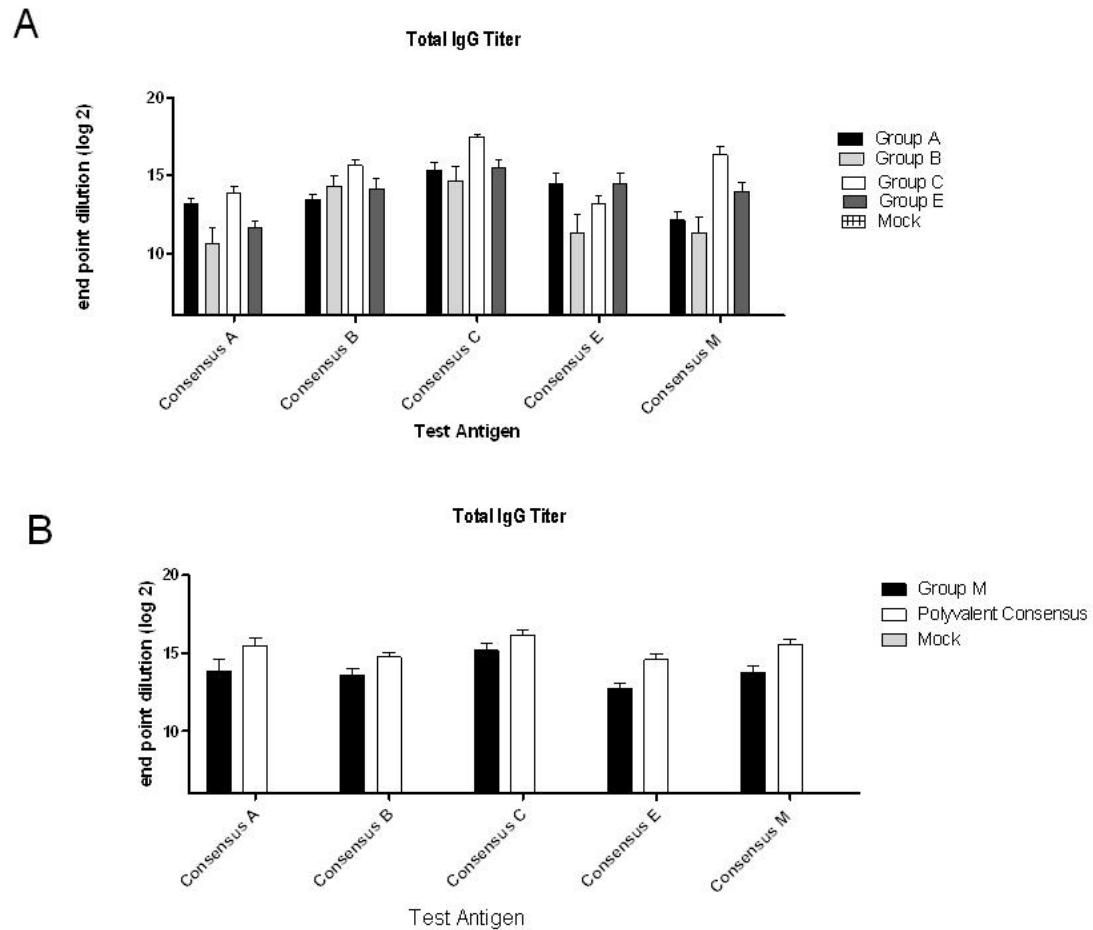 A
Total IgG Titer
end point dilution (log 2)
20
15
10
Group A
Group B
Group C
Group E
Mock
Consensus A
Consensus B
Consensus C
Consensus E
Consensus M
Test Antigen
B
Total IgG Titer
end point dilution (log 2)
20
15
10
Group M
Polyvalent Consensus
Mock
Consensus A
Consensus B
Consensus C
Consensus E
Consensus M
Test Antigen